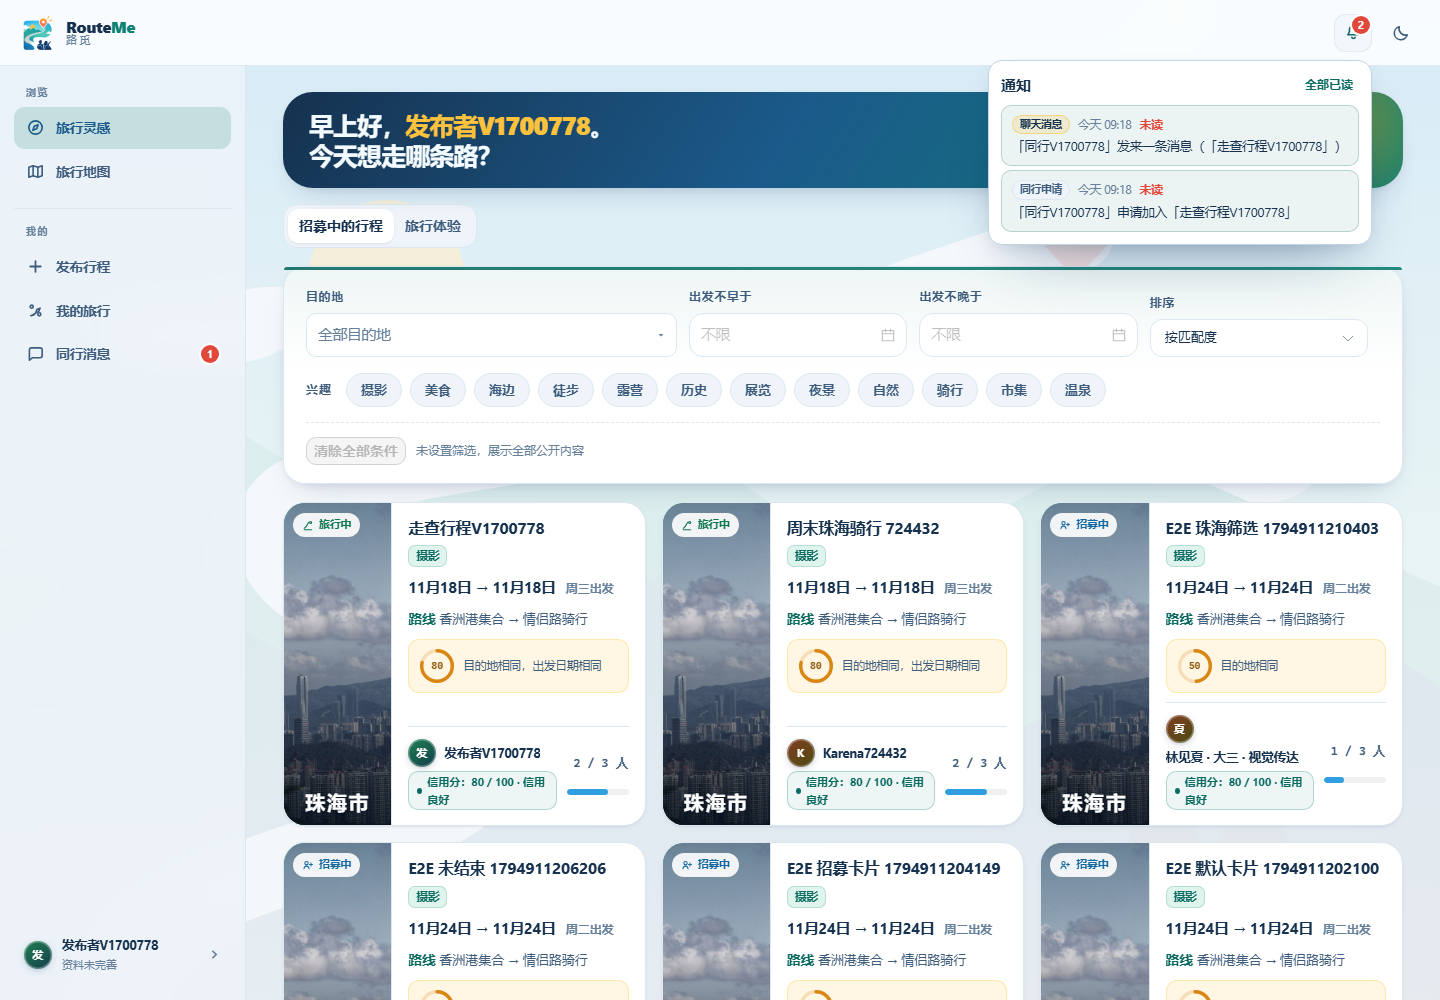 RouteMe
路觅
2
浏览
旅行灵感
旅行地图
我的
发布行程
我的旅行
同行消息
1
发布者V1700778
资料未完善
发
早上好，发布者V1700778。
今天想走哪条路？
通知
全部已读
聊天消息 今天 09:18 未读
「同行V1700778」发来一条消息（「走查行程V1700778」）
同行申请 今天 09:18 未读
「同行V1700778」申请加入「走查行程V1700778」
招募中的行程 旅行体验
目的地 出发不早于 出发不晚于 排序
全部目的地 不限 不限 按匹配度
兴趣 摄影 美食 海边 徒步 露营 历史 展览 夜景 自然 骑行 市集 温泉
清除全部条件 未设置筛选，展示全部公开内容
旅行中
珠海市
走查行程V1700778
摄影
11月18日 → 11月18日 周三出发
路线 香洲港集合 → 情侣路骑行
80 目的地相同，出发日期相同
发 发布者V1700778
2 / 3 人
信用分：80 / 100 · 信用
良好
旅行中
珠海市
周末珠海骑行 724432
摄影
11月18日 → 11月18日 周三出发
路线 香洲港集合 → 情侣路骑行
80 目的地相同，出发日期相同
K Karena724432
2 / 3 人
信用分：80 / 100 · 信用
良好
招募中
珠海市
E2E 珠海筛选 1794911210403
摄影
11月24日 → 11月24日 周二出发
路线 香洲港集合 → 情侣路骑行
50 目的地相同
夏
林见夏 · 大三 · 视觉传达
1 / 3 人
信用分：80 / 100 · 信用
良好
招募中
E2E 未结束 1794911206206
摄影
11月24日 → 11月24日 周二出发
路线 香洲港集合 → 情侣路骑行
招募中
E2E 招募卡片 1794911204149
摄影
11月24日 → 11月24日 周二出发
路线 香洲港集合 → 情侣路骑行
招募中
E2E 默认卡片 1794911202100
摄影
11月24日 → 11月24日 周二出发
路线 香洲港集合 → 情侣路骑行